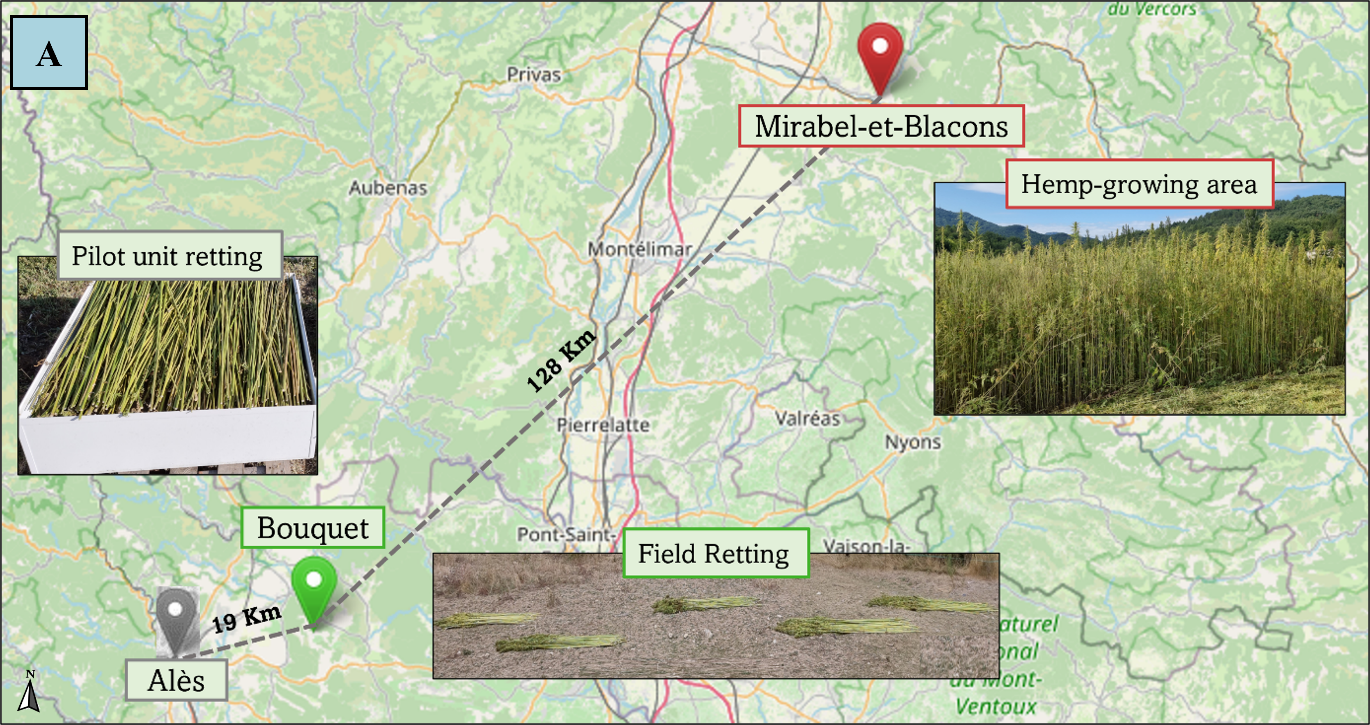 A
du Vercors
Privas
Mirabel-et-Blacons
Hemp-growing area
Aubenas
Pilot unit retting
Montélimar
128 Km
Pierrelatte
Valréas
Nyons
Bouquet
Pont-Saint-
Field Retting
Vaison-la-
19 Km
Alès
N
aturel
onal
du Mont-
Ventoux